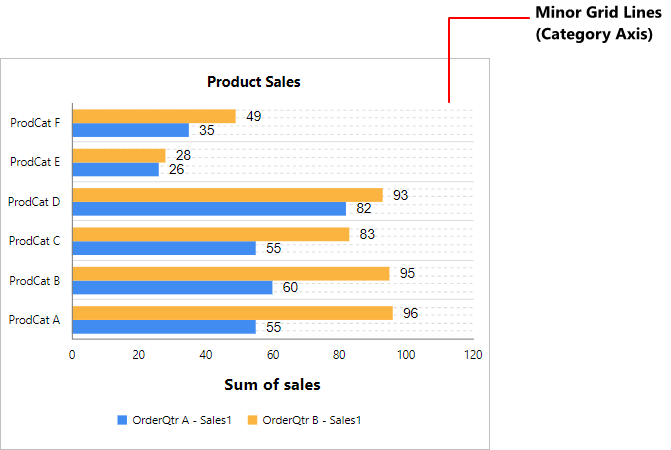 Minor Grid Lines
(Category Axis)
Product Sales
ProdCat F
49
35
ProdCat E
28
26
ProdCat D
93
82
ProdCat C
83
55
ProdCat B
95
60
ProdCat A
96
55
0 20 40 60 80 100 120
Sum of sales
OrderQtr A - Sales1 OrderQtr B - Sales1